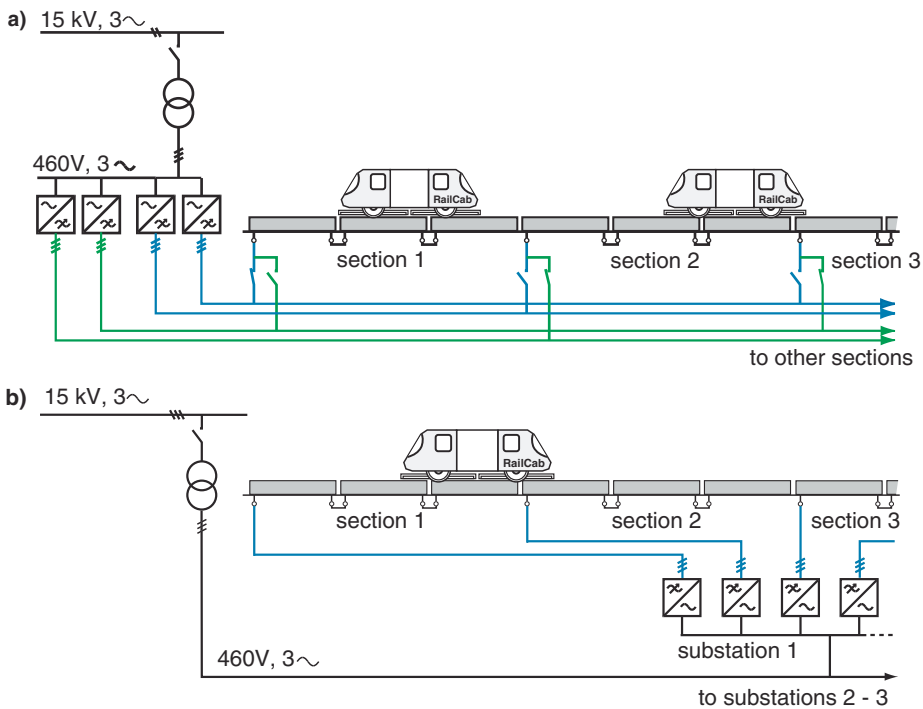 a)
15 kV, 3~
460V, 3~
RailCab
RailCab
section 1
section 2
section 3
to other sections
b)
15 kV, 3~
RailCab
section 1
section 2
section 3
substation 1
460V, 3~
to substations 2 - 3